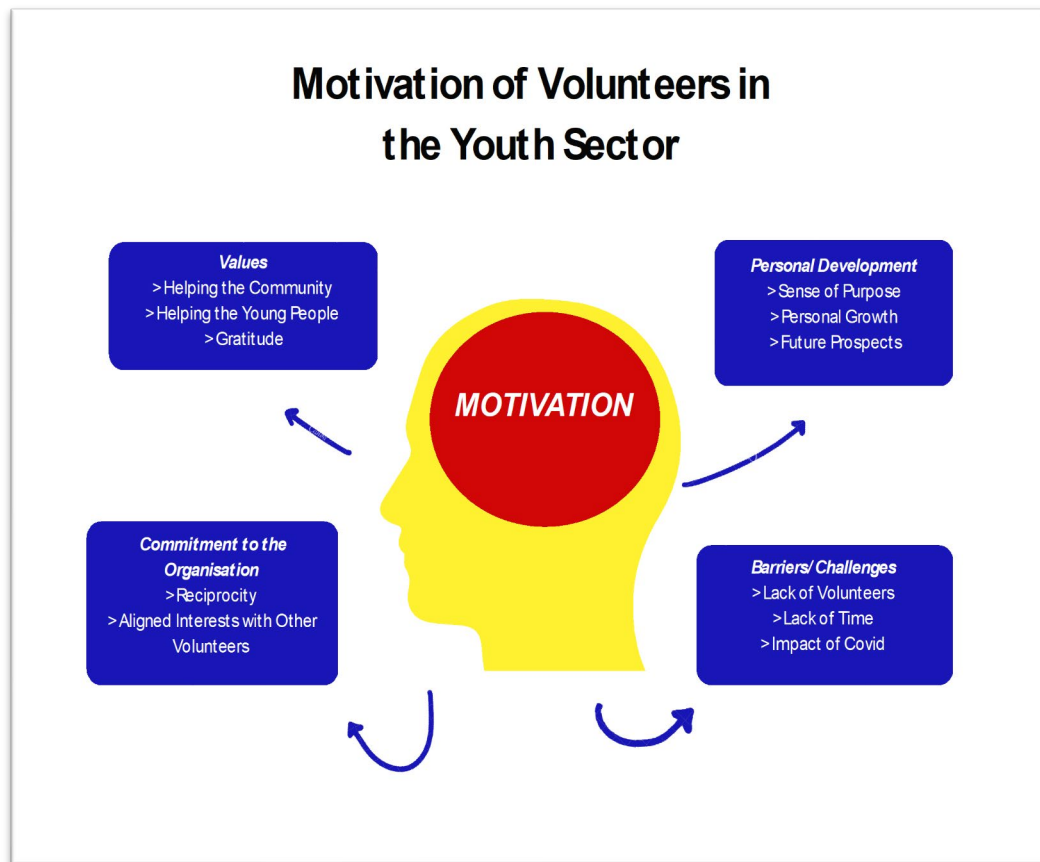 Motivation of Volunteers in
the Youth Sector
Values
>Helping the Community
>Helping the Young People
>Gratitude
Personal Development
>Sense of Purpose
>Personal Growth
>Future Prospects
MOTIVATION
Commitment to the
Organisation
>Reciprocity
>Aligned Interests with Other
Volunteers
Barriers/ Challenges
>Lack of Volunteers
>Lack of Time
>Impact of Covid